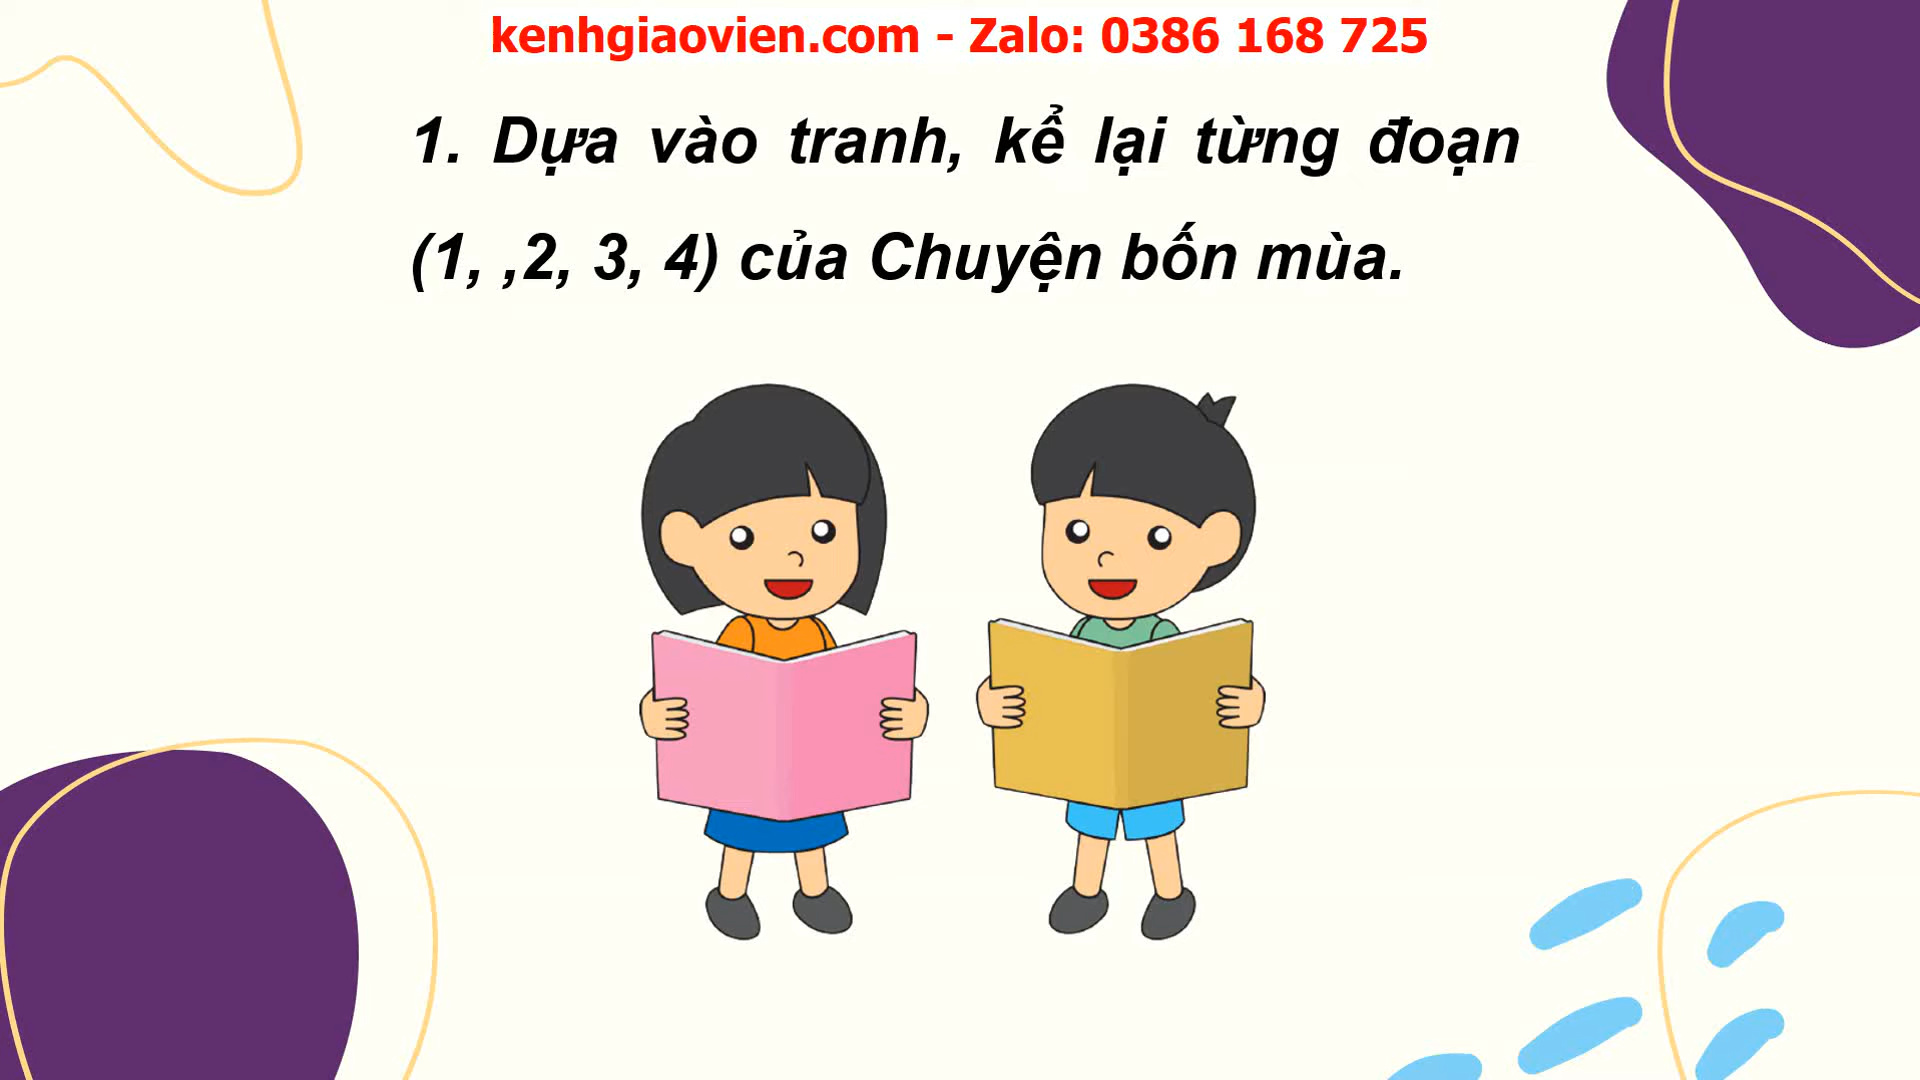 kenhgiaovien.com - Zalo: 0386 168 725
1. Dựa vào tranh, kể lại từng đoạn
(1, ,2, 3, 4) của Chuyện bốn mùa.